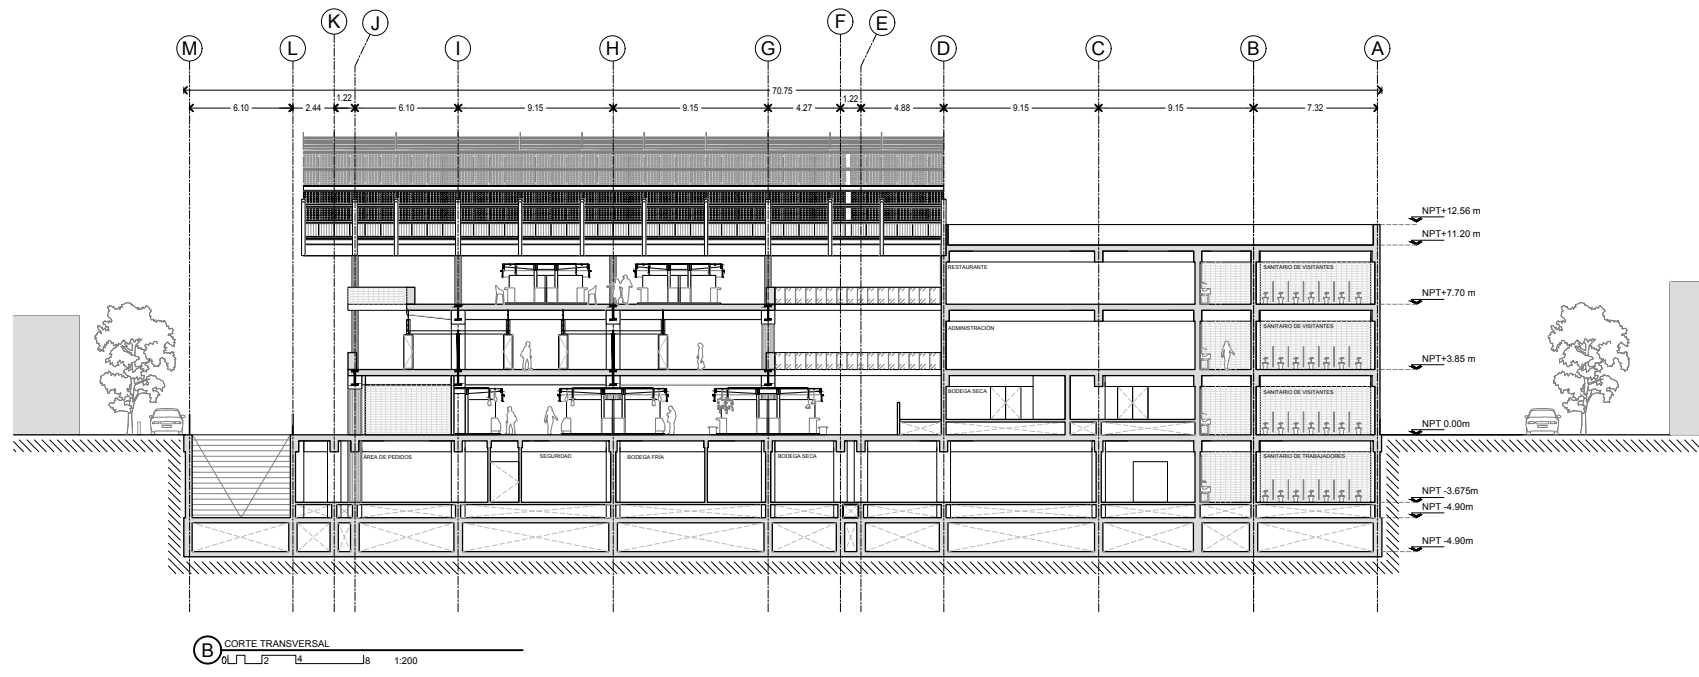 K
J
F
E
M
L
I
H
G
D
C
B
A
70.75
6.10
2.44
1.22
6.10
9.15
9.15
4.27
1.22
4.88
9.15
9.15
7.32
NPT+12.56 m
NPT+11.20 m
RESTAURANTE
SANITARIO DE VISITANTES
NPT+7.70 m
ADMINISTRACIÓN
SANITARIO DE VISITANTES
NPT+3.85 m
BODEGA SECA
SANITARIO DE VISITANTES
NPT 0.00m
ÁREA DE PEDIDOS
SEGURIDAD
BODEGA FRÍA
BODEGA SECA
SANITARIO DE TRABAJADORES
NPT -3.675m
NPT -4.90m
NPT -4.90m
B
CORTE TRANSVERSAL
0 2 4 8 1:200